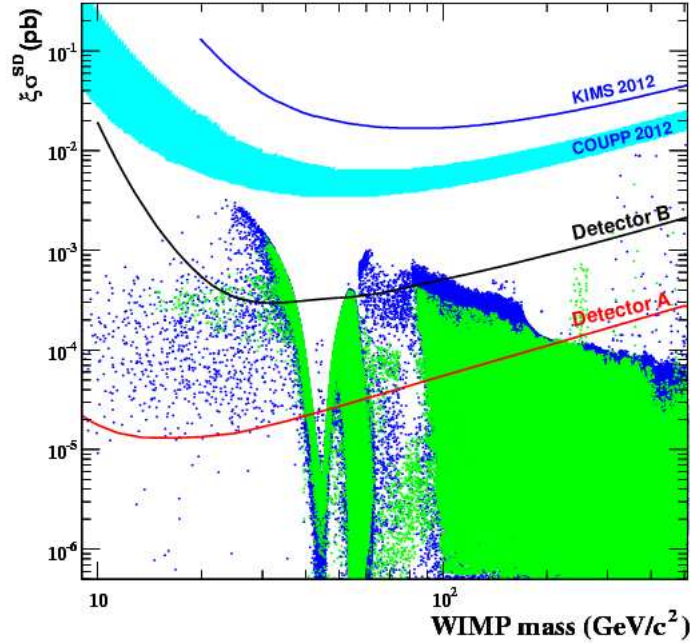 ξσ^SD (pb)
10^-1
KIMS 2012
COUPP 2012
10^-2
Detector B
10^-3
Detector A
10^-4
10^-5
10^-6
10
10^2
WIMP mass (GeV/c^2)